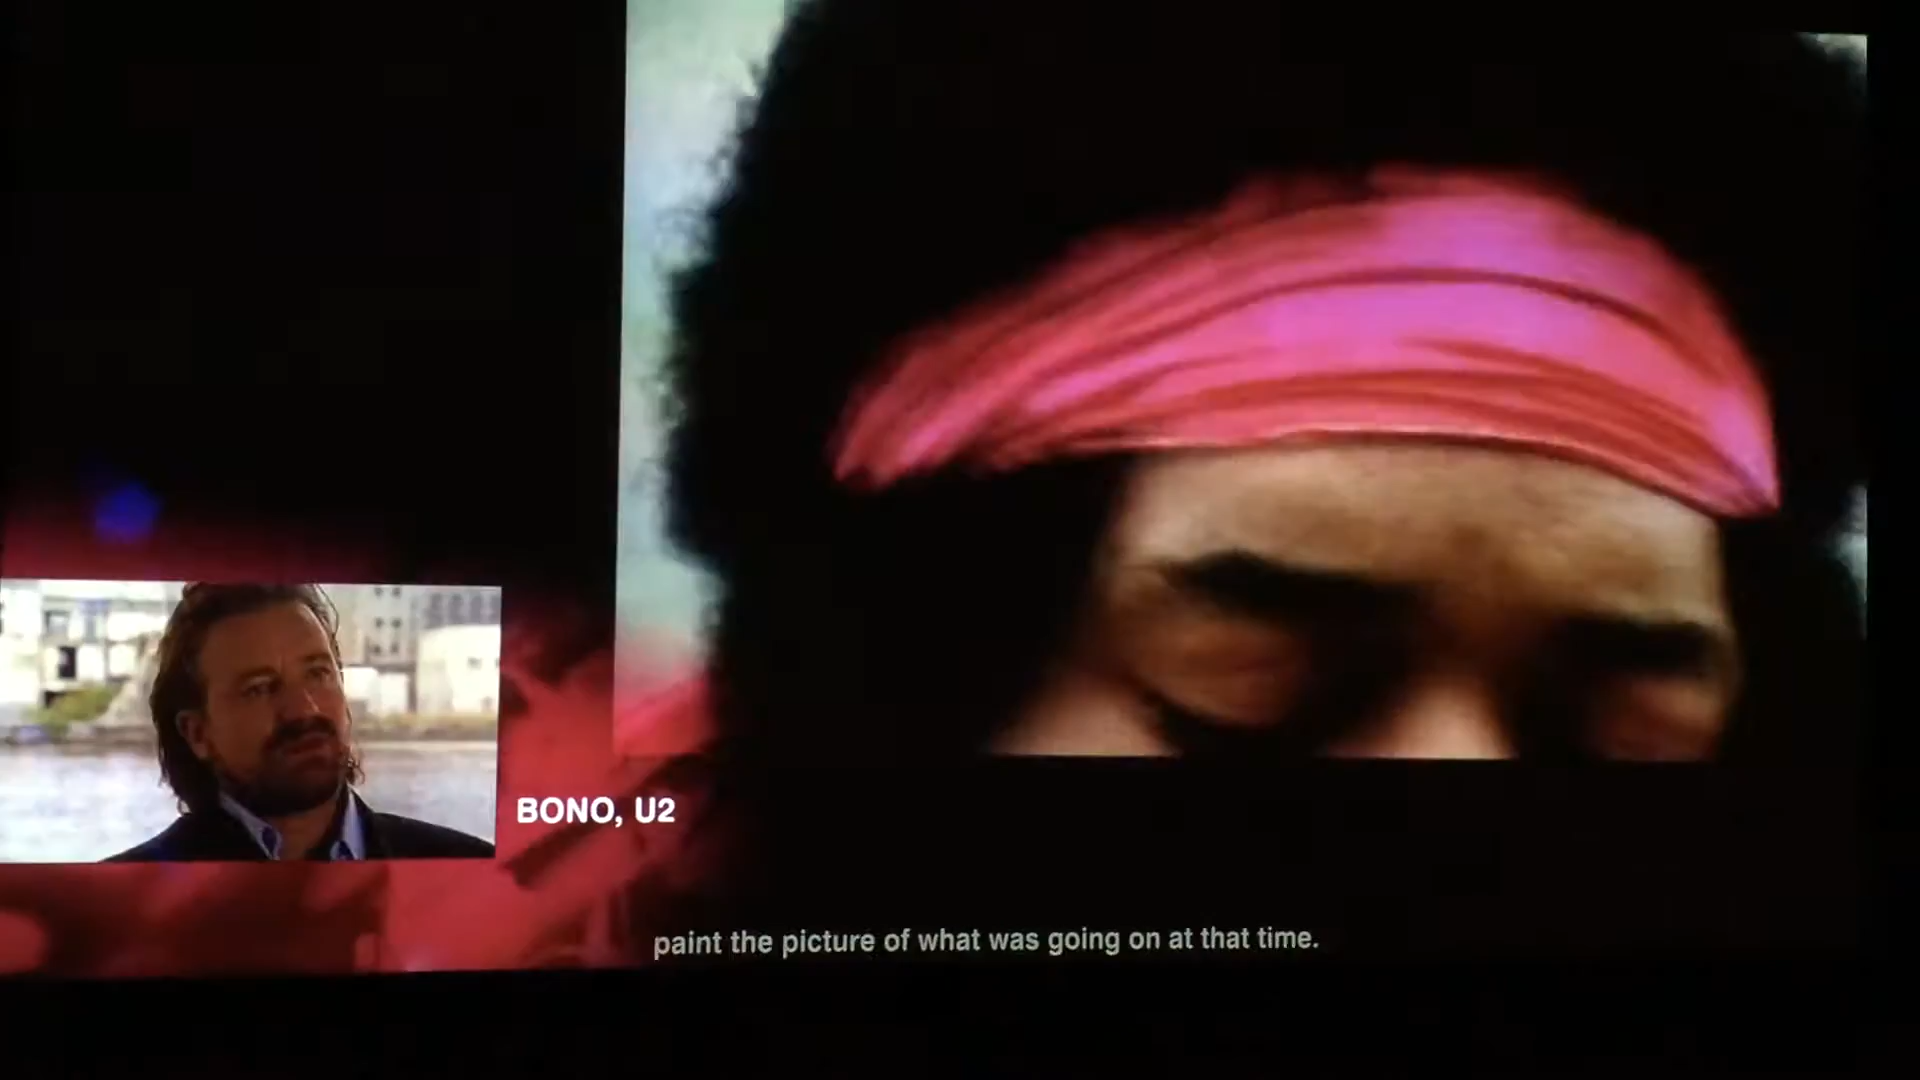 BONO, U2
paint the picture of what was going on at that time.